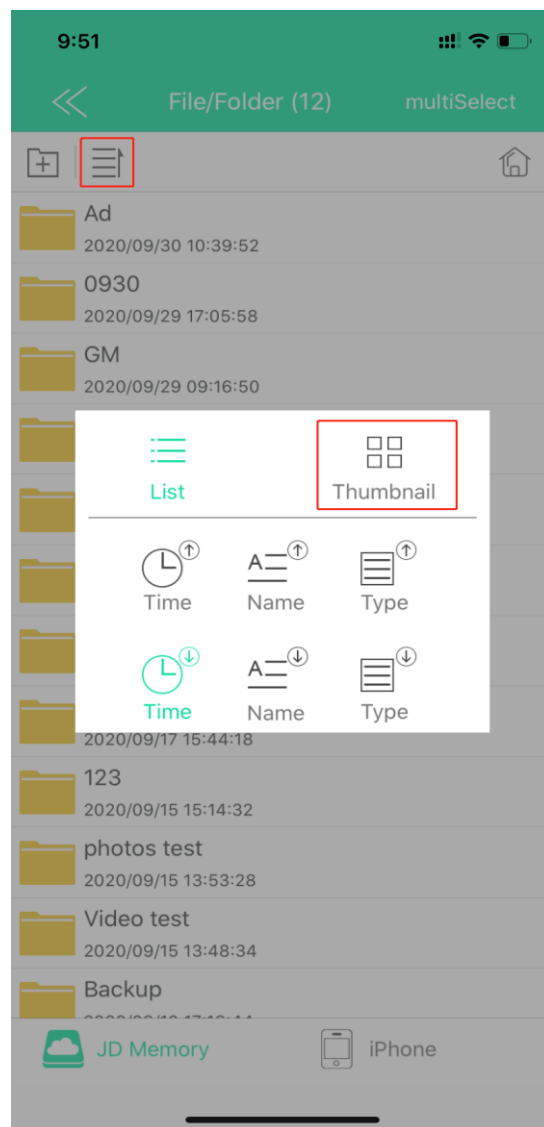 9:51
File/Folder (12)
multiSelect
Ad
2020/09/30 10:39:52
0930
2020/09/29 17:05:58
GM
2020/09/29 09:16:50
List
Thumbnail
Time
Name
Type
Time
Name
Type
2020/09/17 15:44:18
123
2020/09/15 15:14:32
photos test
2020/09/15 13:53:28
Video test
2020/09/15 13:48:34
Backup
JD Memory
iPhone